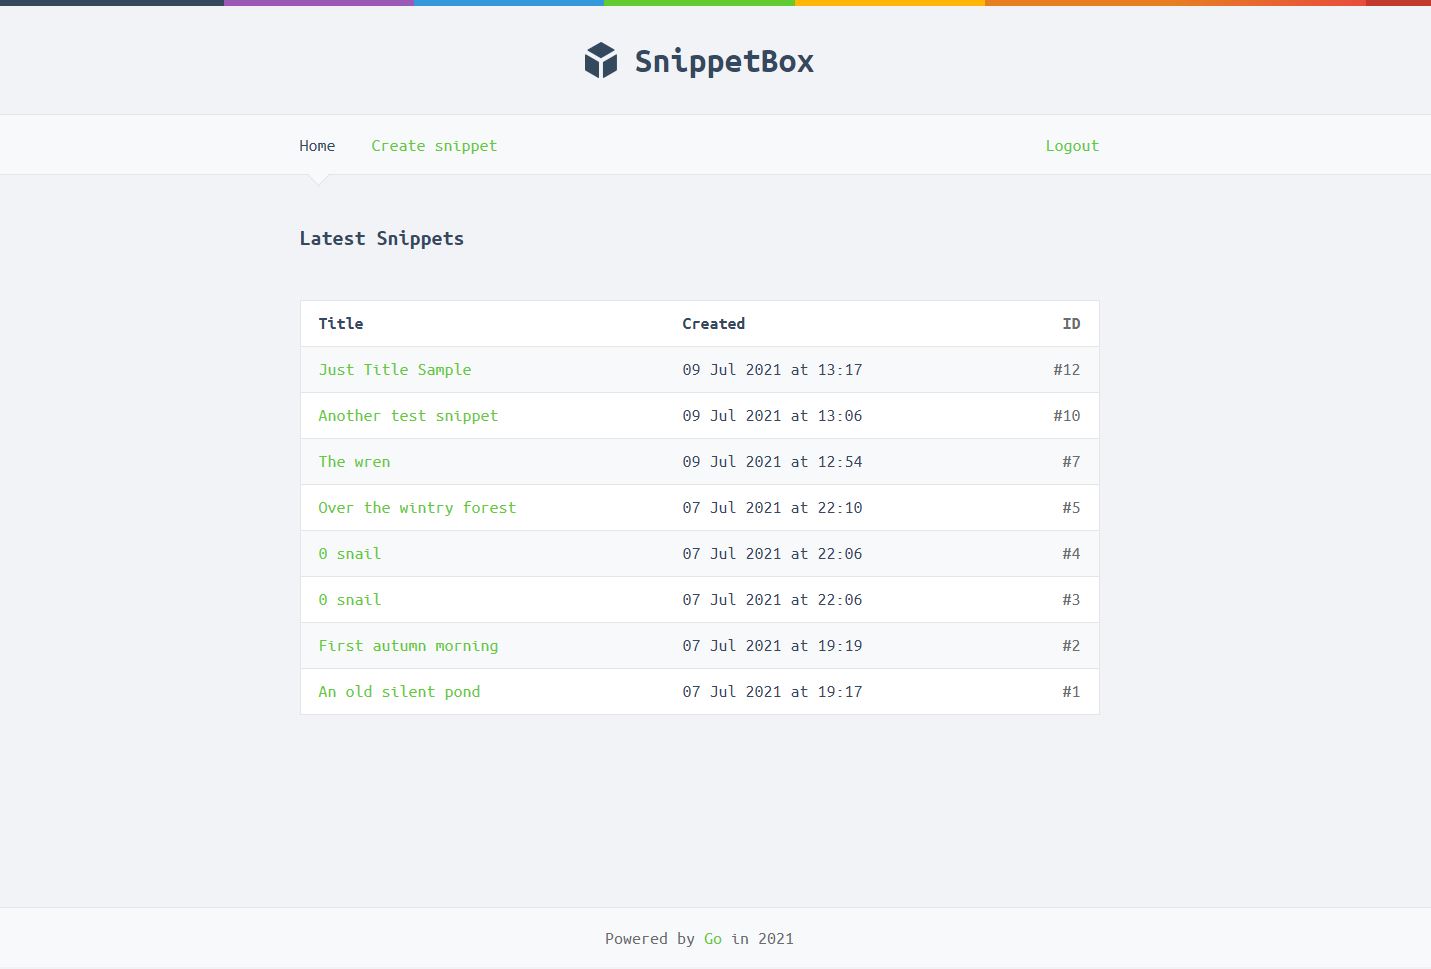 SnippetBox
Home Create snippet Logout
Latest Snippets
Title Created ID
Just Title Sample 09 Jul 2021 at 13:17 #12
Another test snippet 09 Jul 2021 at 13:06 #10
The wren 09 Jul 2021 at 12:54 #7
Over the wintry forest 07 Jul 2021 at 22:10 #5
0 snail 07 Jul 2021 at 22:06 #4
0 snail 07 Jul 2021 at 22:06 #3
First autumn morning 07 Jul 2021 at 19:19 #2
An old silent pond 07 Jul 2021 at 19:17 #1
Powered by Go in 2021